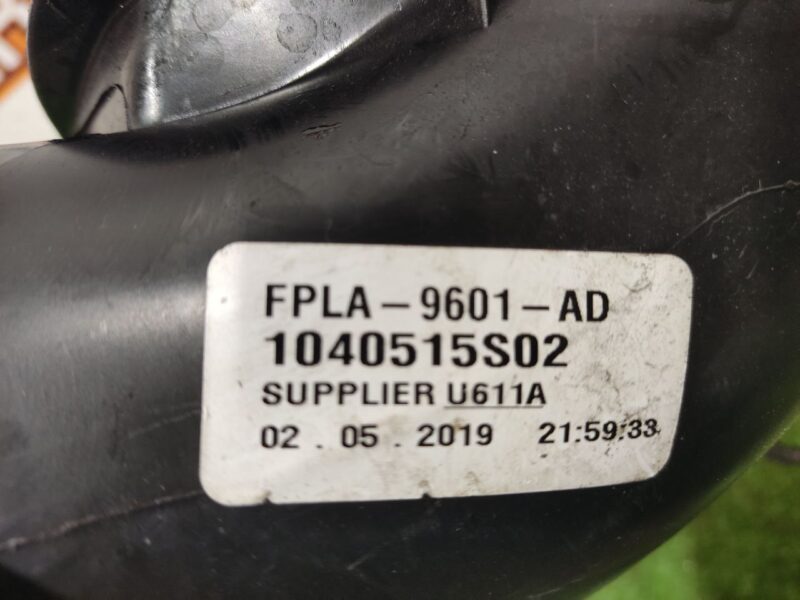 FPLA-9601-AD
1040515S02
SUPPLIER U611A
02.05.2019 21:59:33